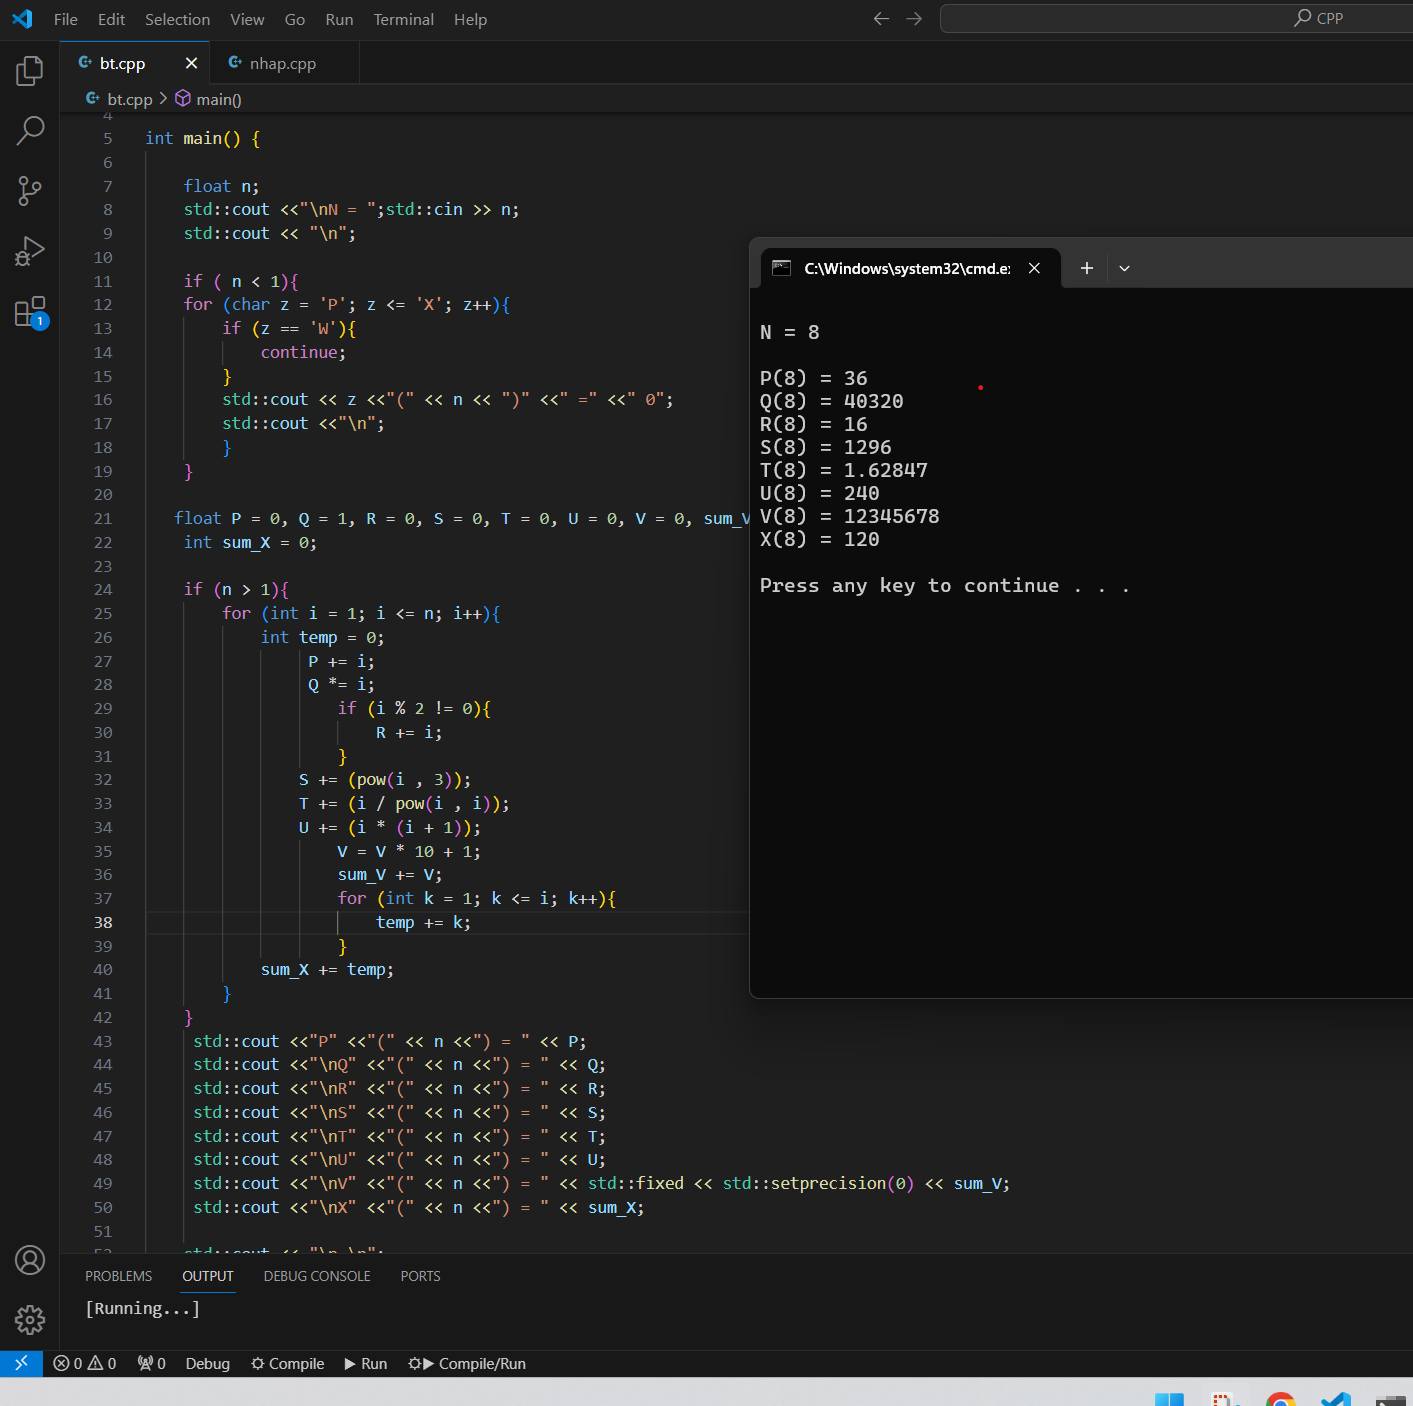 File Edit Selection View Go Run Terminal Help
CPP
bt.cpp
nhap.cpp
bt.cpp > main()
4
5 int main() {
6
7 float n;
8 std::cout <<"\nN = ";std::cin >> n;
9 std::cout << "\n";
10
11 if ( n < 1){
12 for (char z = 'P'; z <= 'X'; z++){
13 if (z == 'W'){
14 continue;
15 }
16 std::cout << z <<"(" << n << ")" <<" =" <<" 0";
17 std::cout <<"\n";
18 }
19 }
20
21 float P = 0, Q = 1, R = 0, S = 0, T = 0, U = 0, V = 0, sum_V
22 int sum_X = 0;
23
24 if (n > 1){
25 for (int i = 1; i <= n; i++){
26 int temp = 0;
27 P += i;
28 Q *= i;
29 if (i % 2 != 0){
30 R += i;
31 }
32 S += (pow(i , 3));
33 T += (i / pow(i , i));
34 U += (i * (i + 1));
35 V = V * 10 + 1;
36 sum_V += V;
37 for (int k = 1; k <= i; k++){
38 temp += k;
39 }
40 sum_X += temp;
41 }
42 }
43 std::cout <<"P" <<"(" << n <<") = " << P;
44 std::cout <<"\nQ" <<"(" << n <<") = " << Q;
45 std::cout <<"\nR" <<"(" << n <<") = " << R;
46 std::cout <<"\nS" <<"(" << n <<") = " << S;
47 std::cout <<"\nT" <<"(" << n <<") = " << T;
48 std::cout <<"\nU" <<"(" << n <<") = " << U;
49 std::cout <<"\nV" <<"(" << n <<") = " << std::fixed << std::setprecision(0) << sum_V;
50 std::cout <<"\nX" <<"(" << n <<") = " << sum_X;
51
52 std::cout << "\n \n";
C:\Windows\system32\cmd.e
N = 8
P(8) = 36
Q(8) = 40320
R(8) = 16
S(8) = 1296
T(8) = 1.62847
U(8) = 240
V(8) = 12345678
X(8) = 120
Press any key to continue . . .
1
PROBLEMS OUTPUT DEBUG CONSOLE PORTS
[Running...]
0 0 0 Debug Compile Run Compile/Run